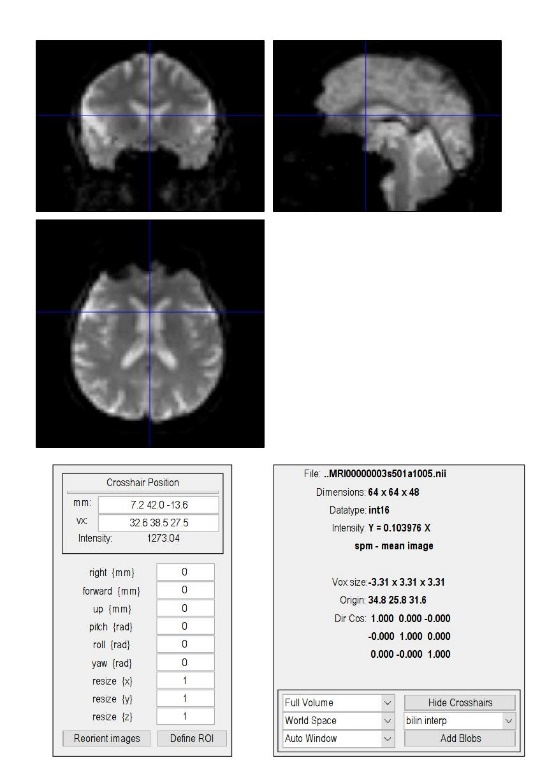 Crosshair Position
mm: 7.2 42.0 -13.6
vx: 32.6 38.5 27.5
Intensity: 1273.04
right {mm} 0
forward {mm} 0
up {mm} 0
pitch {rad} 0
roll {rad} 0
yaw {rad} 0
resize {x} 1
resize {y} 1
resize {z} 1
Reorient images Define ROI
File: ..MRI00000003s501a1005.nii
Dimensions: 64 x 64 x 48
Datatype: int16
Intensity: Y = 0.103976 X
spm - mean image
Vox size: -3.31 x 3.31 x 3.31
Origin: 34.8 25.8 31.6
Dir Cos: 1.000 0.000 -0.000
-0.000 1.000 0.000
0.000 -0.000 1.000
Full Volume Hide Crosshairs
World Space bilin interp
Auto Window Add Blobs